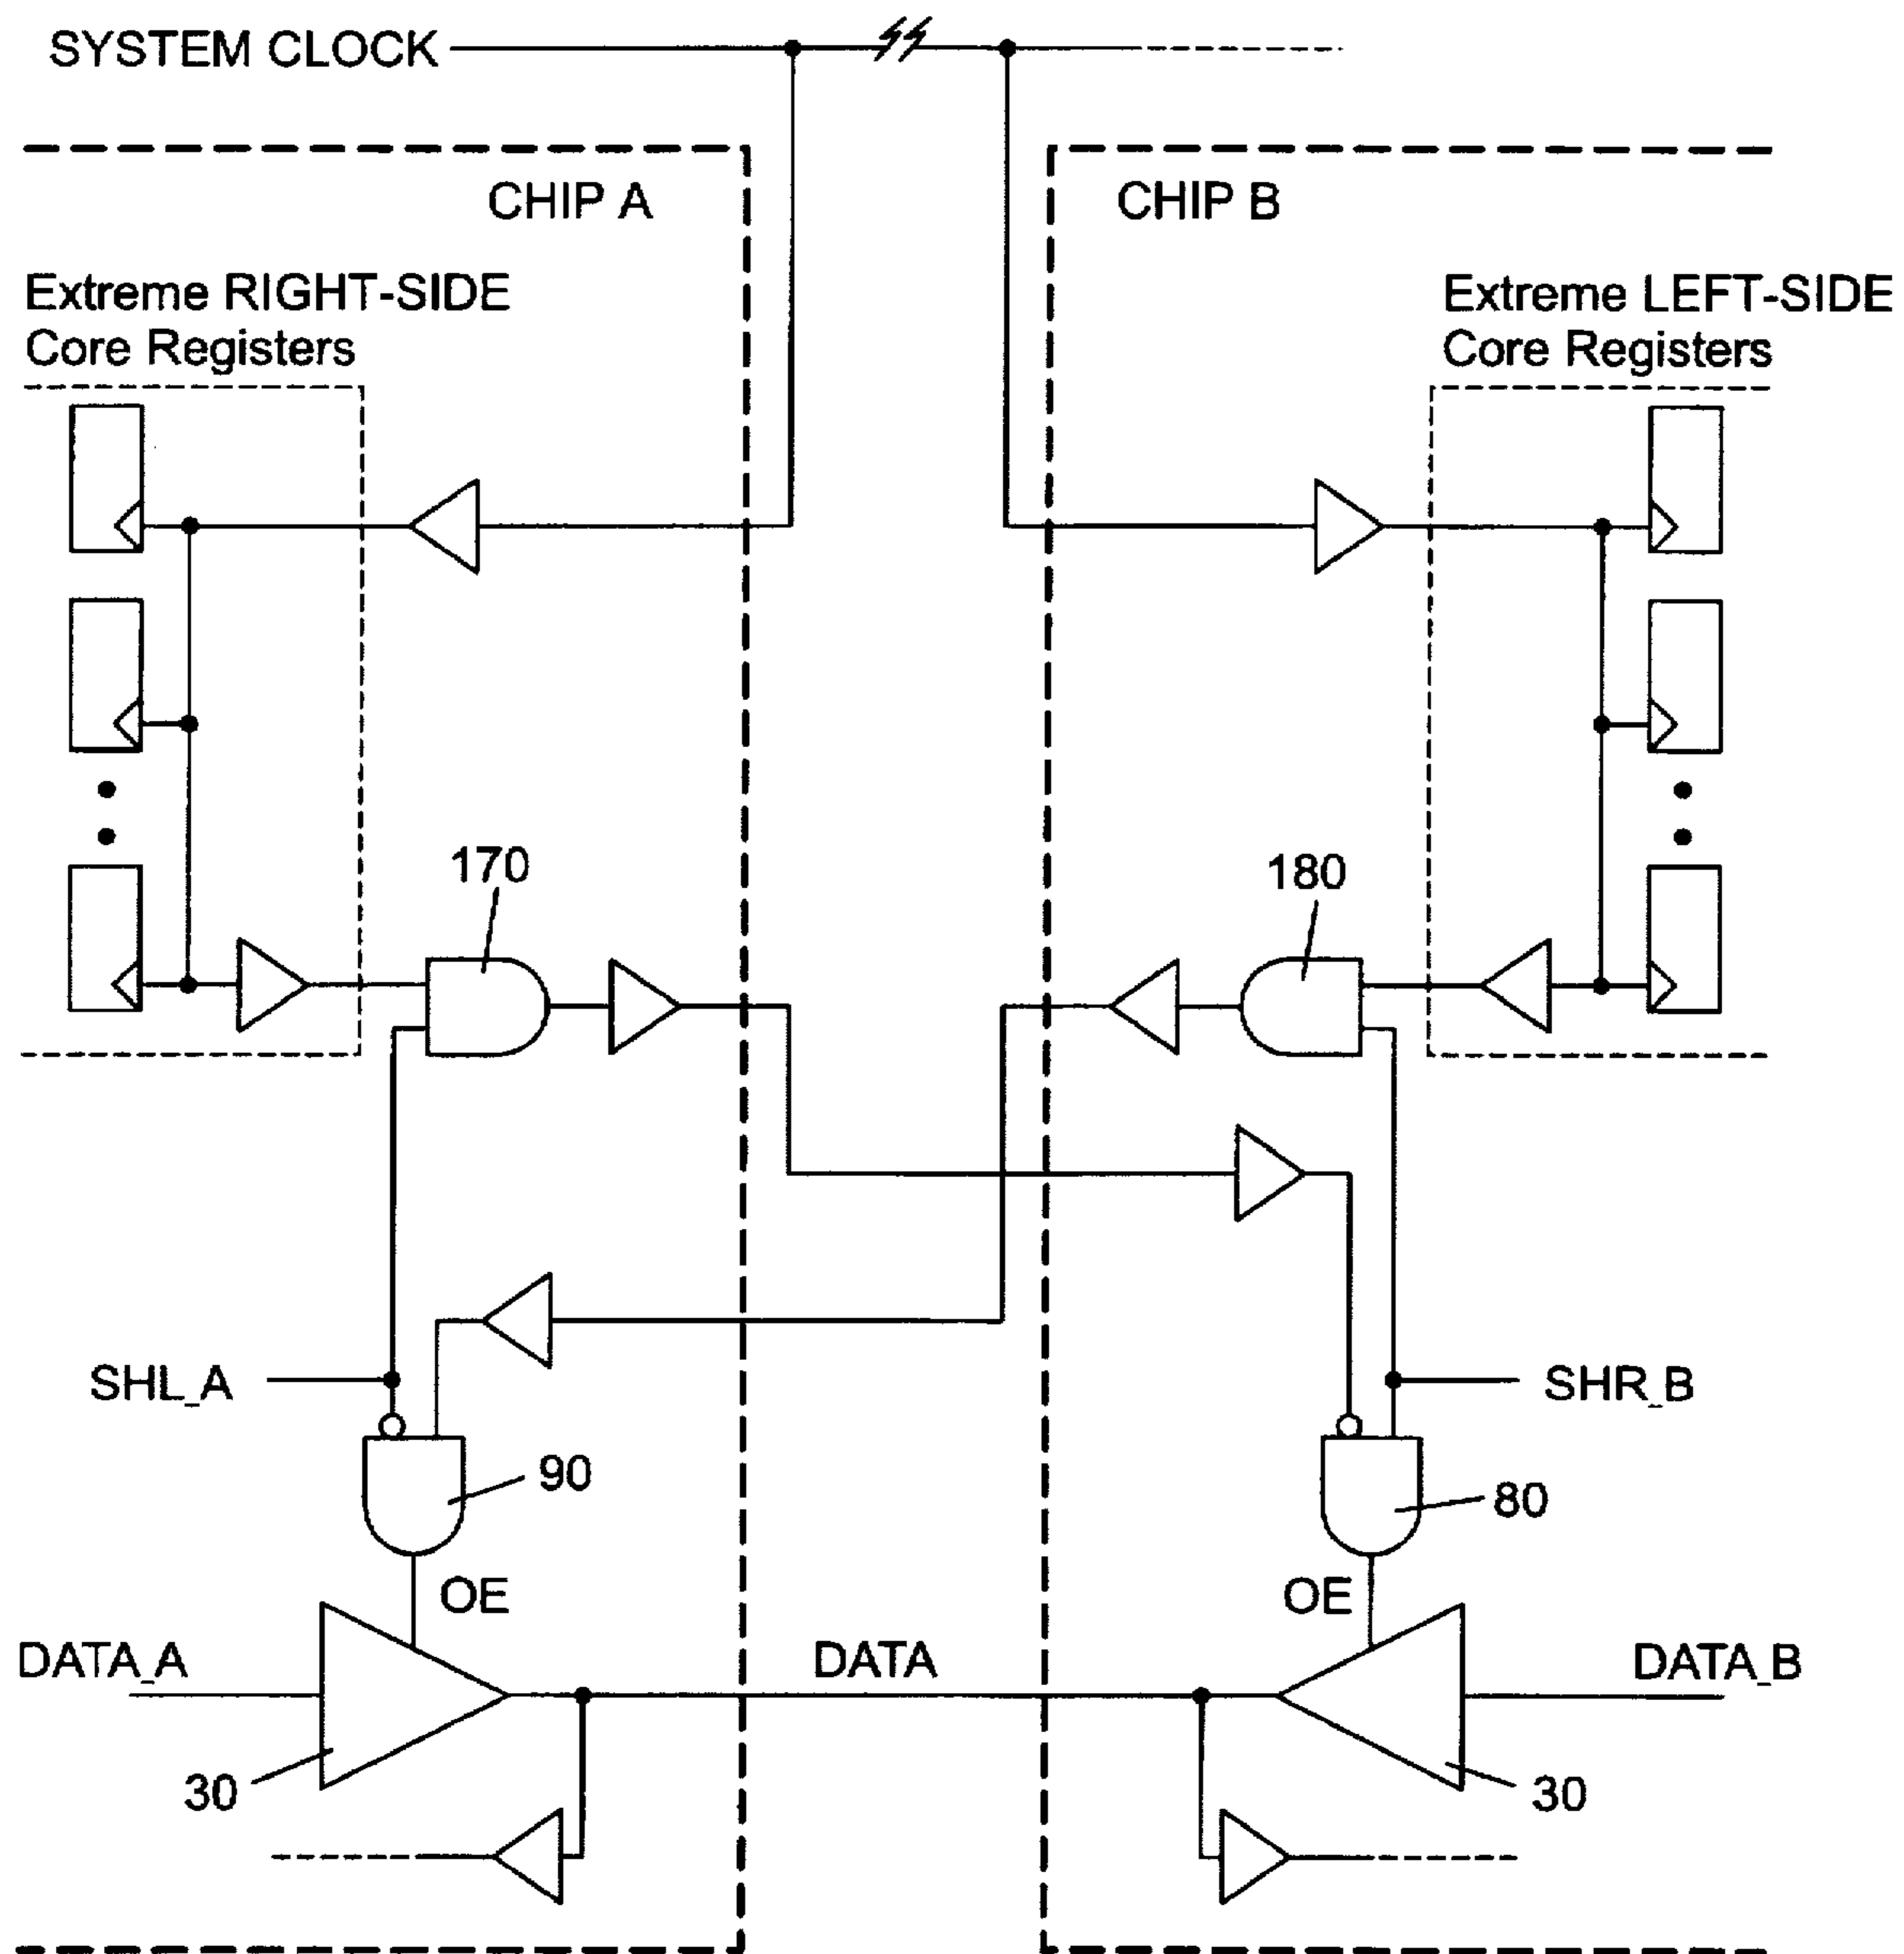 SYSTEM CLOCK
CHIP A
CHIP B
Extreme RIGHT-SIDE
Core Registers
Extreme LEFT-SIDE
Core Registers
170
180
SHL_A
SHR_B
90
80
OE
OE
DATA_A
DATA
DATA_B
30
30